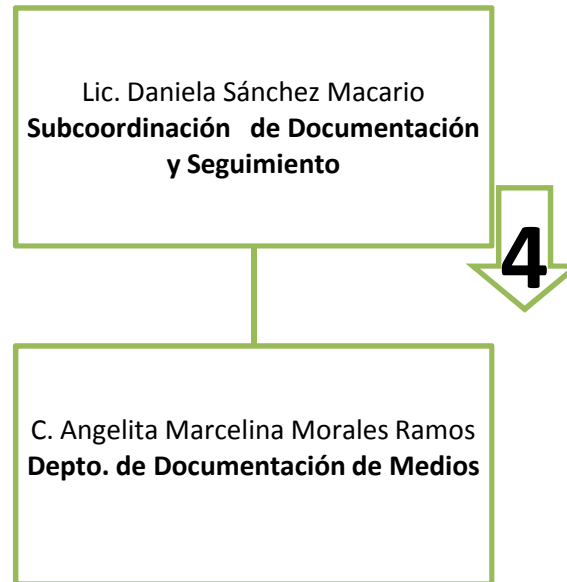 Lic. Daniela Sánchez Macario
Subcoordinación de Documentación
y Seguimiento
4
C. Angelita Marcelina Morales Ramos
Depto. de Documentación de Medios